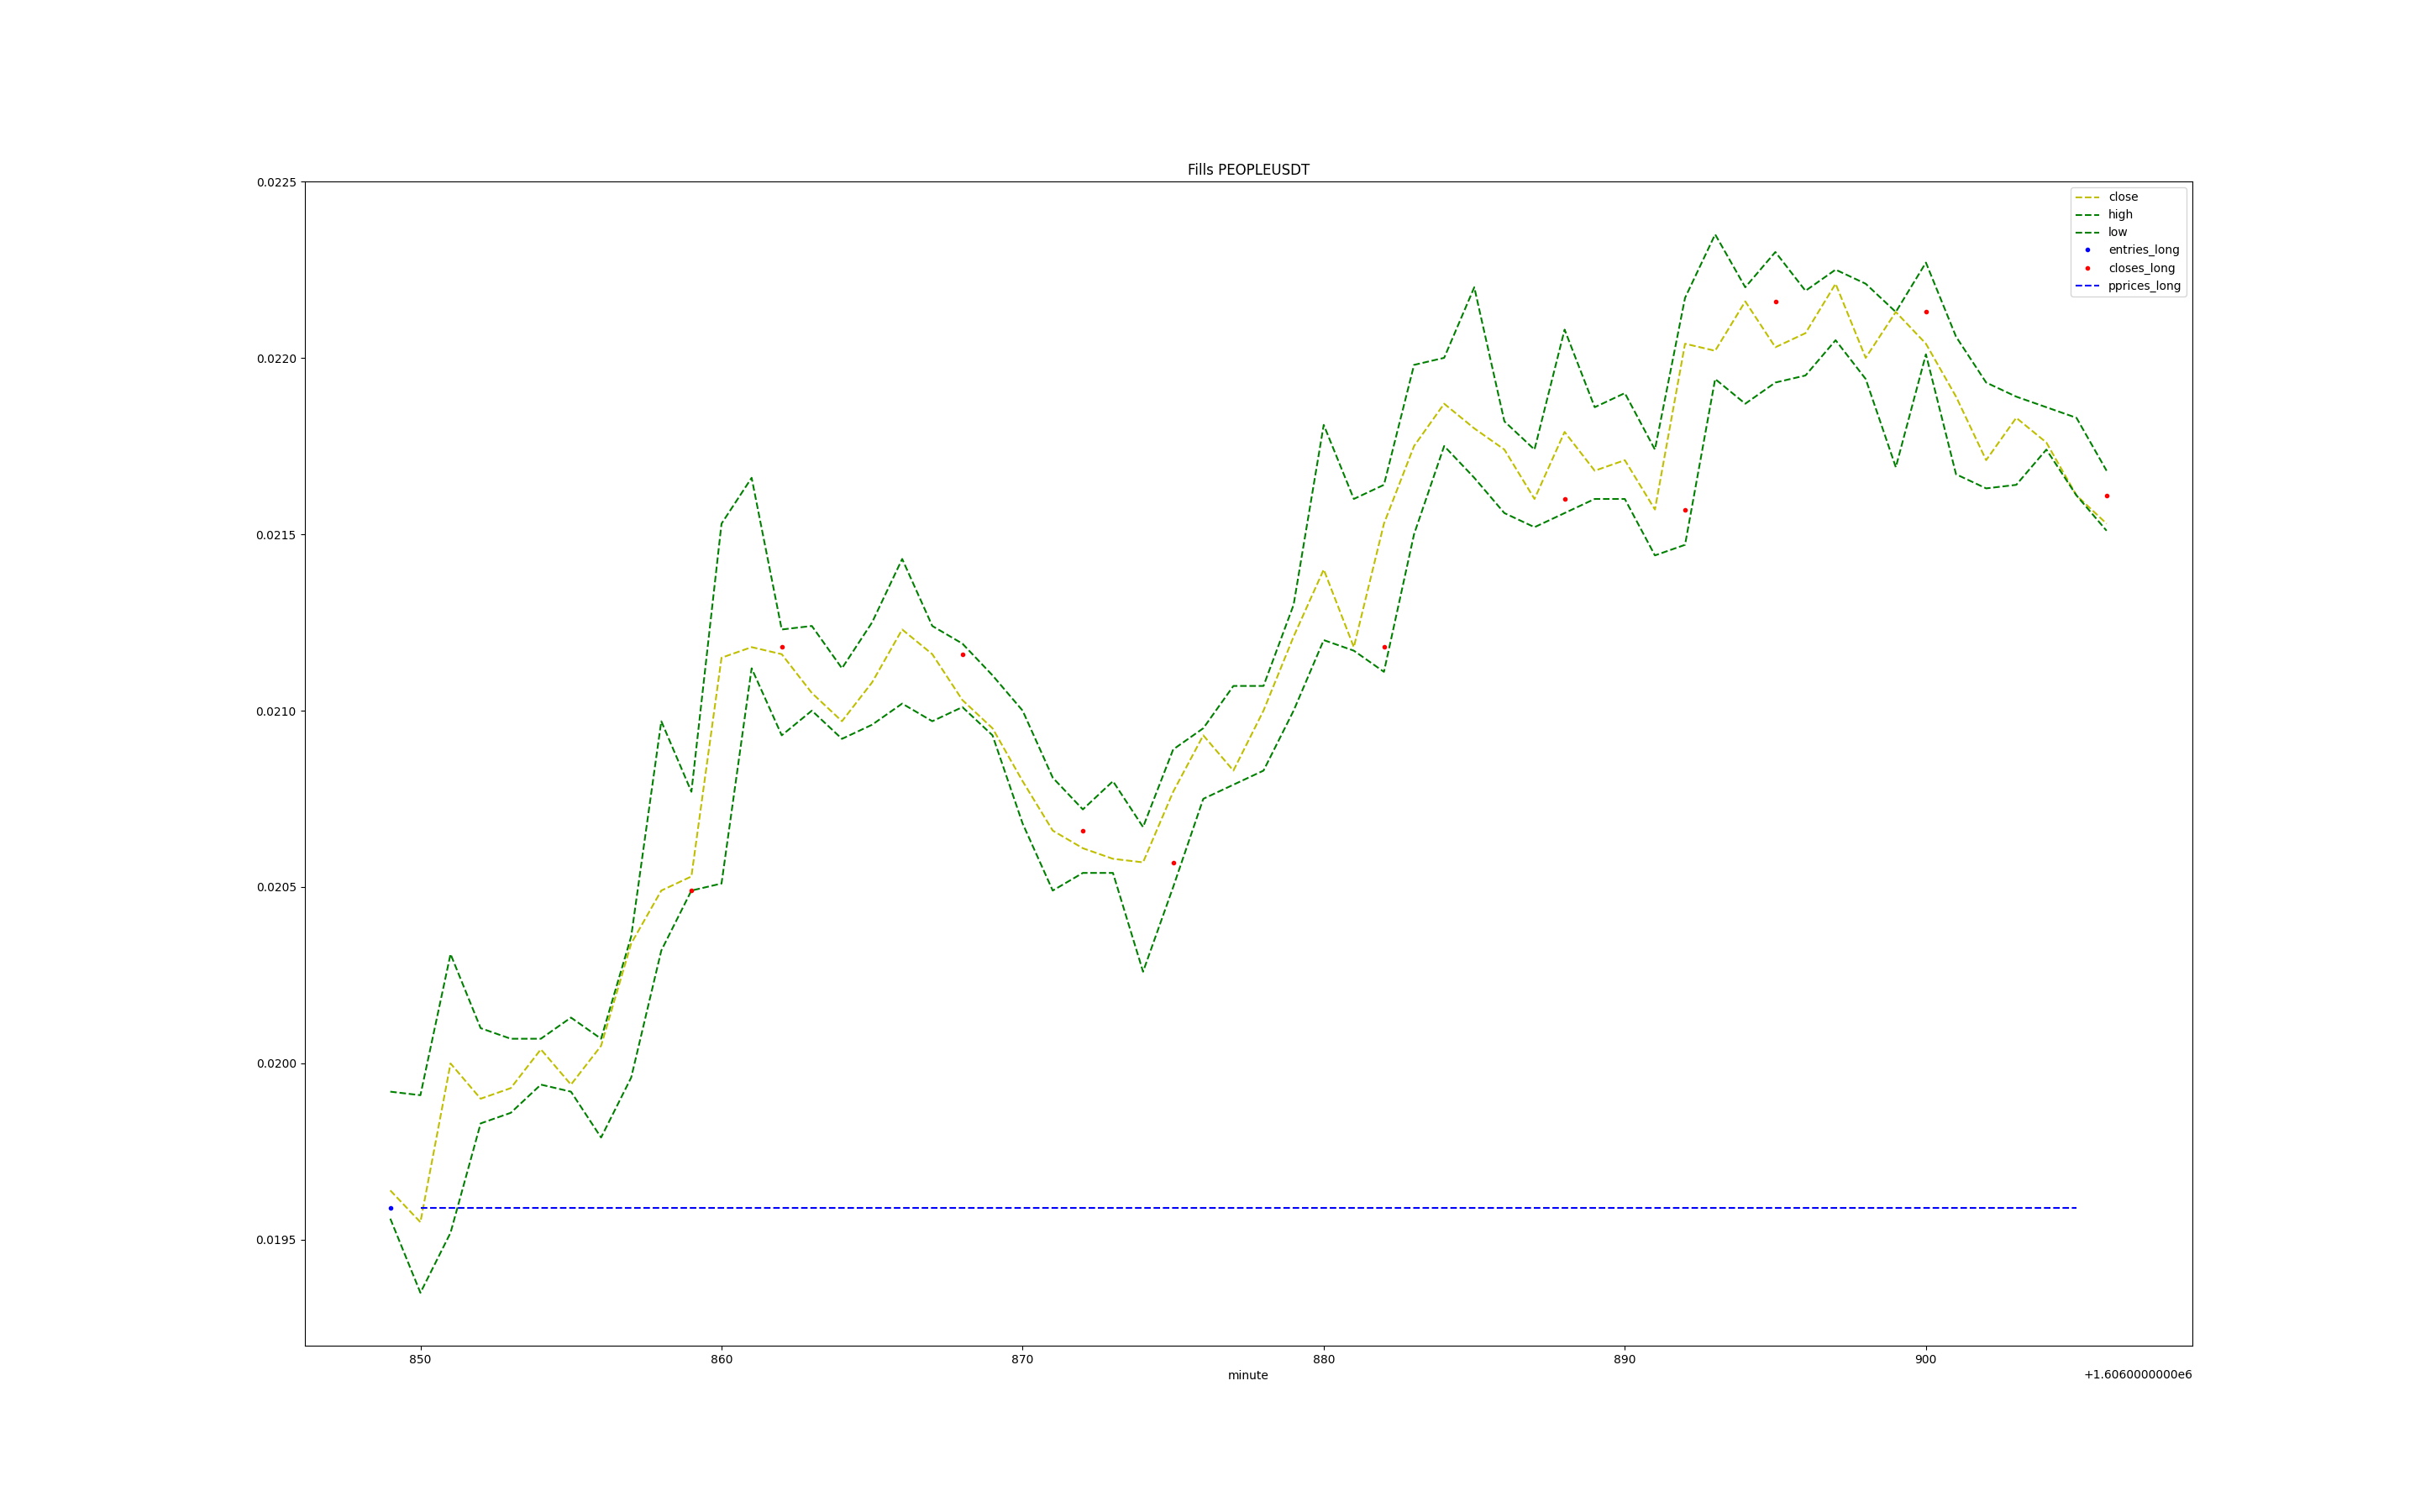 Fills PEOPLEUSDT
0.0225
0.0220
0.0215
0.0210
0.0205
0.0200
0.0195
close
high
low
entries_long
closes_long
pprices_long
850
860
870
880
890
900
minute
+1.6060000000e6